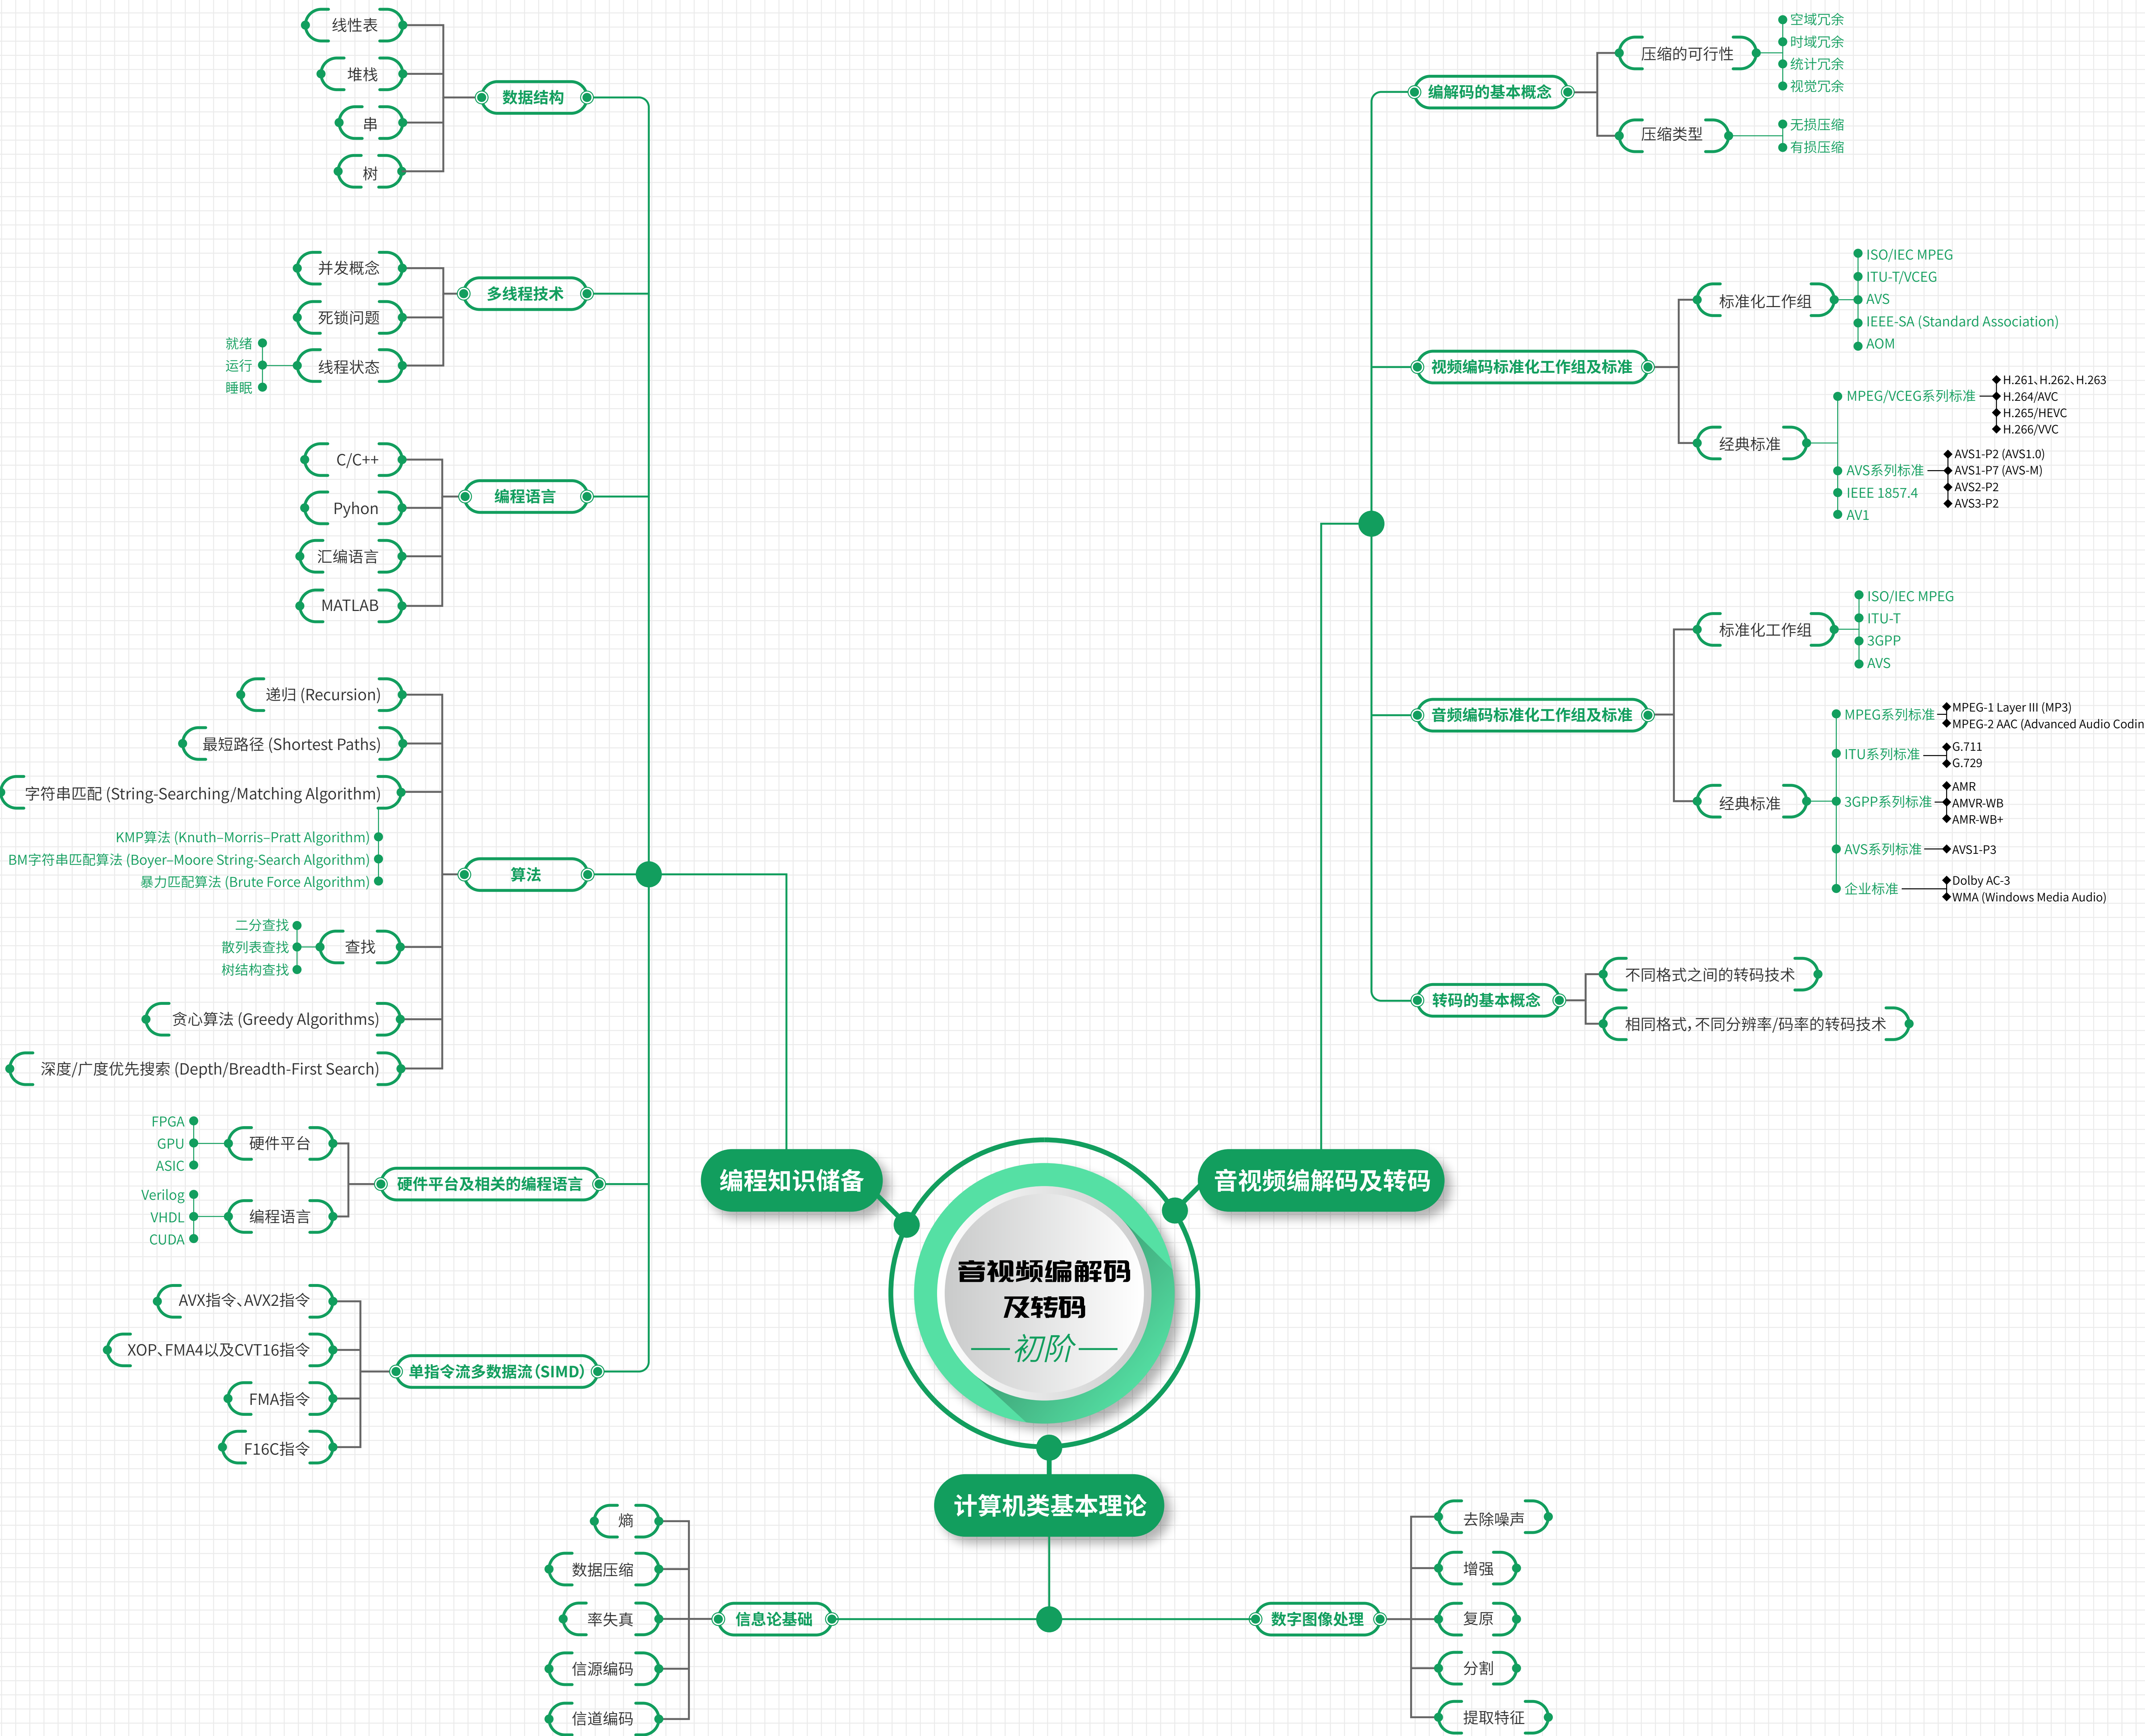 音视频编解码
及转码
初阶
编程知识储备
数据结构
线性表
堆栈
串
树
多线程技术
并发概念
死锁问题
线程状态
就绪
运行
睡眠
编程语言
C/C++
Pyhon
汇编语言
MATLAB
算法
递归 (Recursion)
最短路径 (Shortest Paths)
字符串匹配 (String-Searching/Matching Algorithm)
KMP算法 (Knuth–Morris–Pratt Algorithm)
BM字符串匹配算法 (Boyer–Moore String-Search Algorithm)
暴力匹配算法 (Brute Force Algorithm)
查找
二分查找
散列表查找
树结构查找
贪心算法 (Greedy Algorithms)
深度/广度优先搜索 (Depth/Breadth-First Search)
硬件平台及相关的编程语言
硬件平台
FPGA
GPU
ASIC
编程语言
Verilog
VHDL
CUDA
单指令流多数据流（SIMD）
AVX指令、AVX2指令
XOP、FMA4以及CVT16指令
FMA指令
F16C指令
音视频编解码及转码
编解码的基本概念
压缩的可行性
空域冗余
时域冗余
统计冗余
视觉冗余
压缩类型
无损压缩
有损压缩
视频编码标准化工作组及标准
标准化工作组
ISO/IEC MPEG
ITU-T/VCEG
AVS
IEEE-SA (Standard Association)
AOM
经典标准
MPEG/VCEG系列标准
H.261、H.262、H.263
H.264/AVC
H.265/HEVC
H.266/VVC
AVS系列标准
AVS1-P2 (AVS1.0)
AVS1-P7 (AVS-M)
AVS2-P2
AVS3-P2
IEEE 1857.4
AV1
音频编码标准化工作组及标准
标准化工作组
ISO/IEC MPEG
ITU-T
3GPP
AVS
经典标准
MPEG系列标准
MPEG-1 Layer III (MP3)
MPEG-2 AAC (Advanced Audio Codin
ITU系列标准
G.711
G.729
3GPP系列标准
AMR
AMVR-WB
AMR-WB+
AVS系列标准
AVS1-P3
企业标准
Dolby AC-3
WMA (Windows Media Audio)
转码的基本概念
不同格式之间的转码技术
相同格式，不同分辨率/码率的转码技术
计算机类基本理论
信息论基础
熵
数据压缩
率失真
信源编码
信道编码
数字图像处理
去除噪声
增强
复原
分割
提取特征